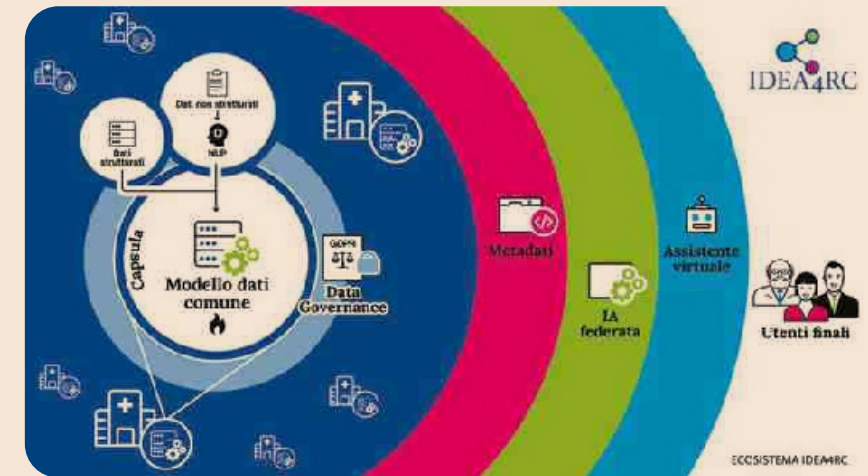 IDEA4RC
Dati non strutturati
NLP
Dati
strutturati
Capsula
Modello dati
comune
GDPR
Data
Governance
Metadati
IA
federata
Assistente
virtuale
Utenti finali
ECOSISTEMA IDEA4RC